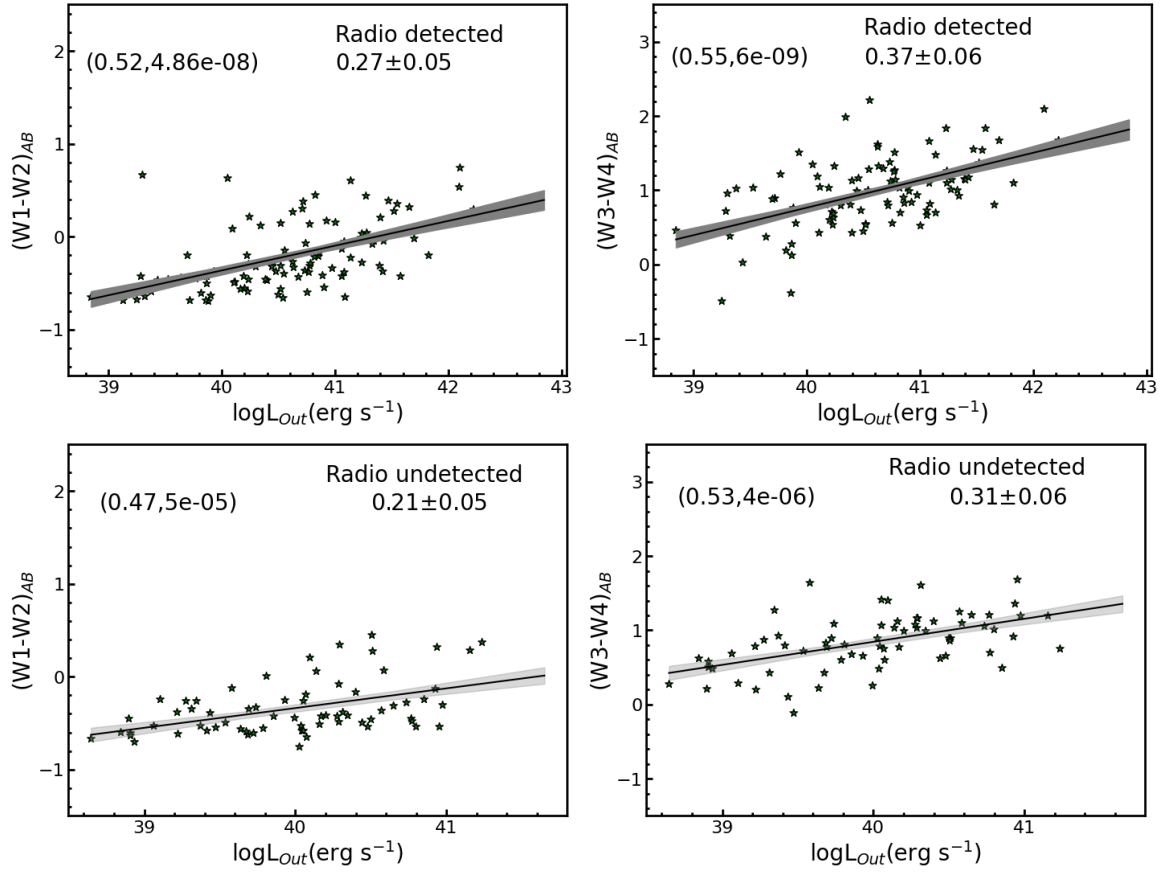 Radio detected
(0.52,4.86e-08) 0.27±0.05
2
1
0
−1
(W1-W2)AB
39 40 41 42 43
logLOut(erg s−1)
Radio detected
(0.55,6e-09) 0.37±0.06
3
2
1
0
−1
(W3-W4)AB
39 40 41 42 43
logLOut(erg s−1)
Radio undetected
(0.47,5e-05) 0.21±0.05
2
1
0
−1
(W1-W2)AB
39 40 41
logLOut(erg s−1)
Radio undetected
(0.53,4e-06) 0.31±0.06
3
2
1
0
−1
(W3-W4)AB
39 40 41
logLOut(erg s−1)